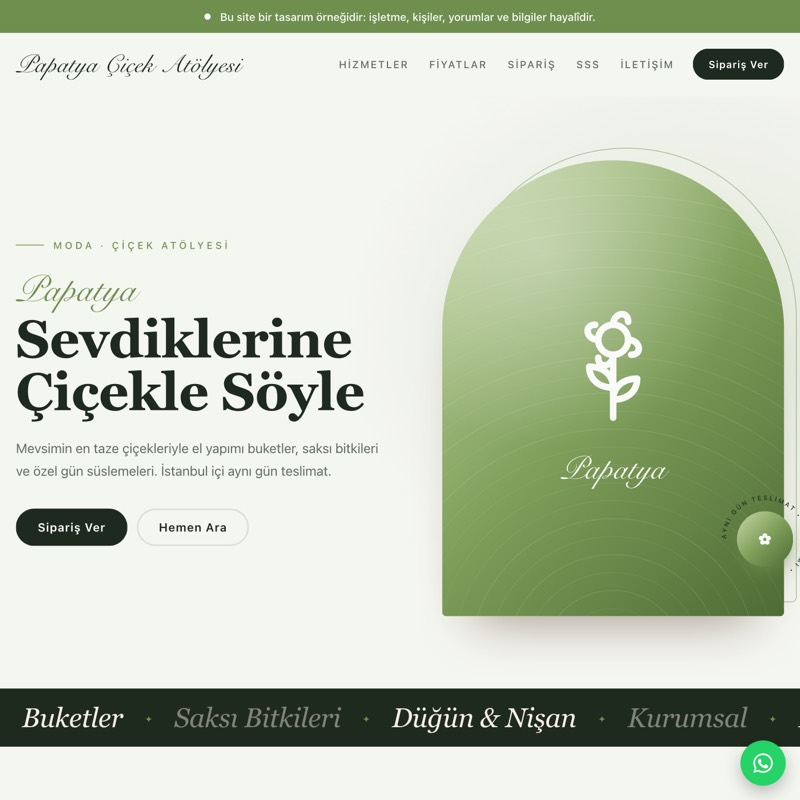 Bu site bir tasarım örneğidir: işletme, kişiler, yorumlar ve bilgiler hayalîdir.
Papatya Çiçek Atölyesi
HİZMETLER FİYATLAR SİPARİŞ SSS İLETİŞİM Sipariş Ver
MODA · ÇİÇEK ATÖLYESİ
Papatya
Sevdiklerine
Çiçekle Söyle
Mevsimin en taze çiçekleriyle el yapımı buketler, saksı bitkileri
ve özel gün süslemeleri. İstanbul içi aynı gün teslimat.
Sipariş Ver Hemen Ara
Papatya
AYNI GÜN TESLİMAT
Buketler Saksı Bitkileri Düğün & Nişan Kurumsal